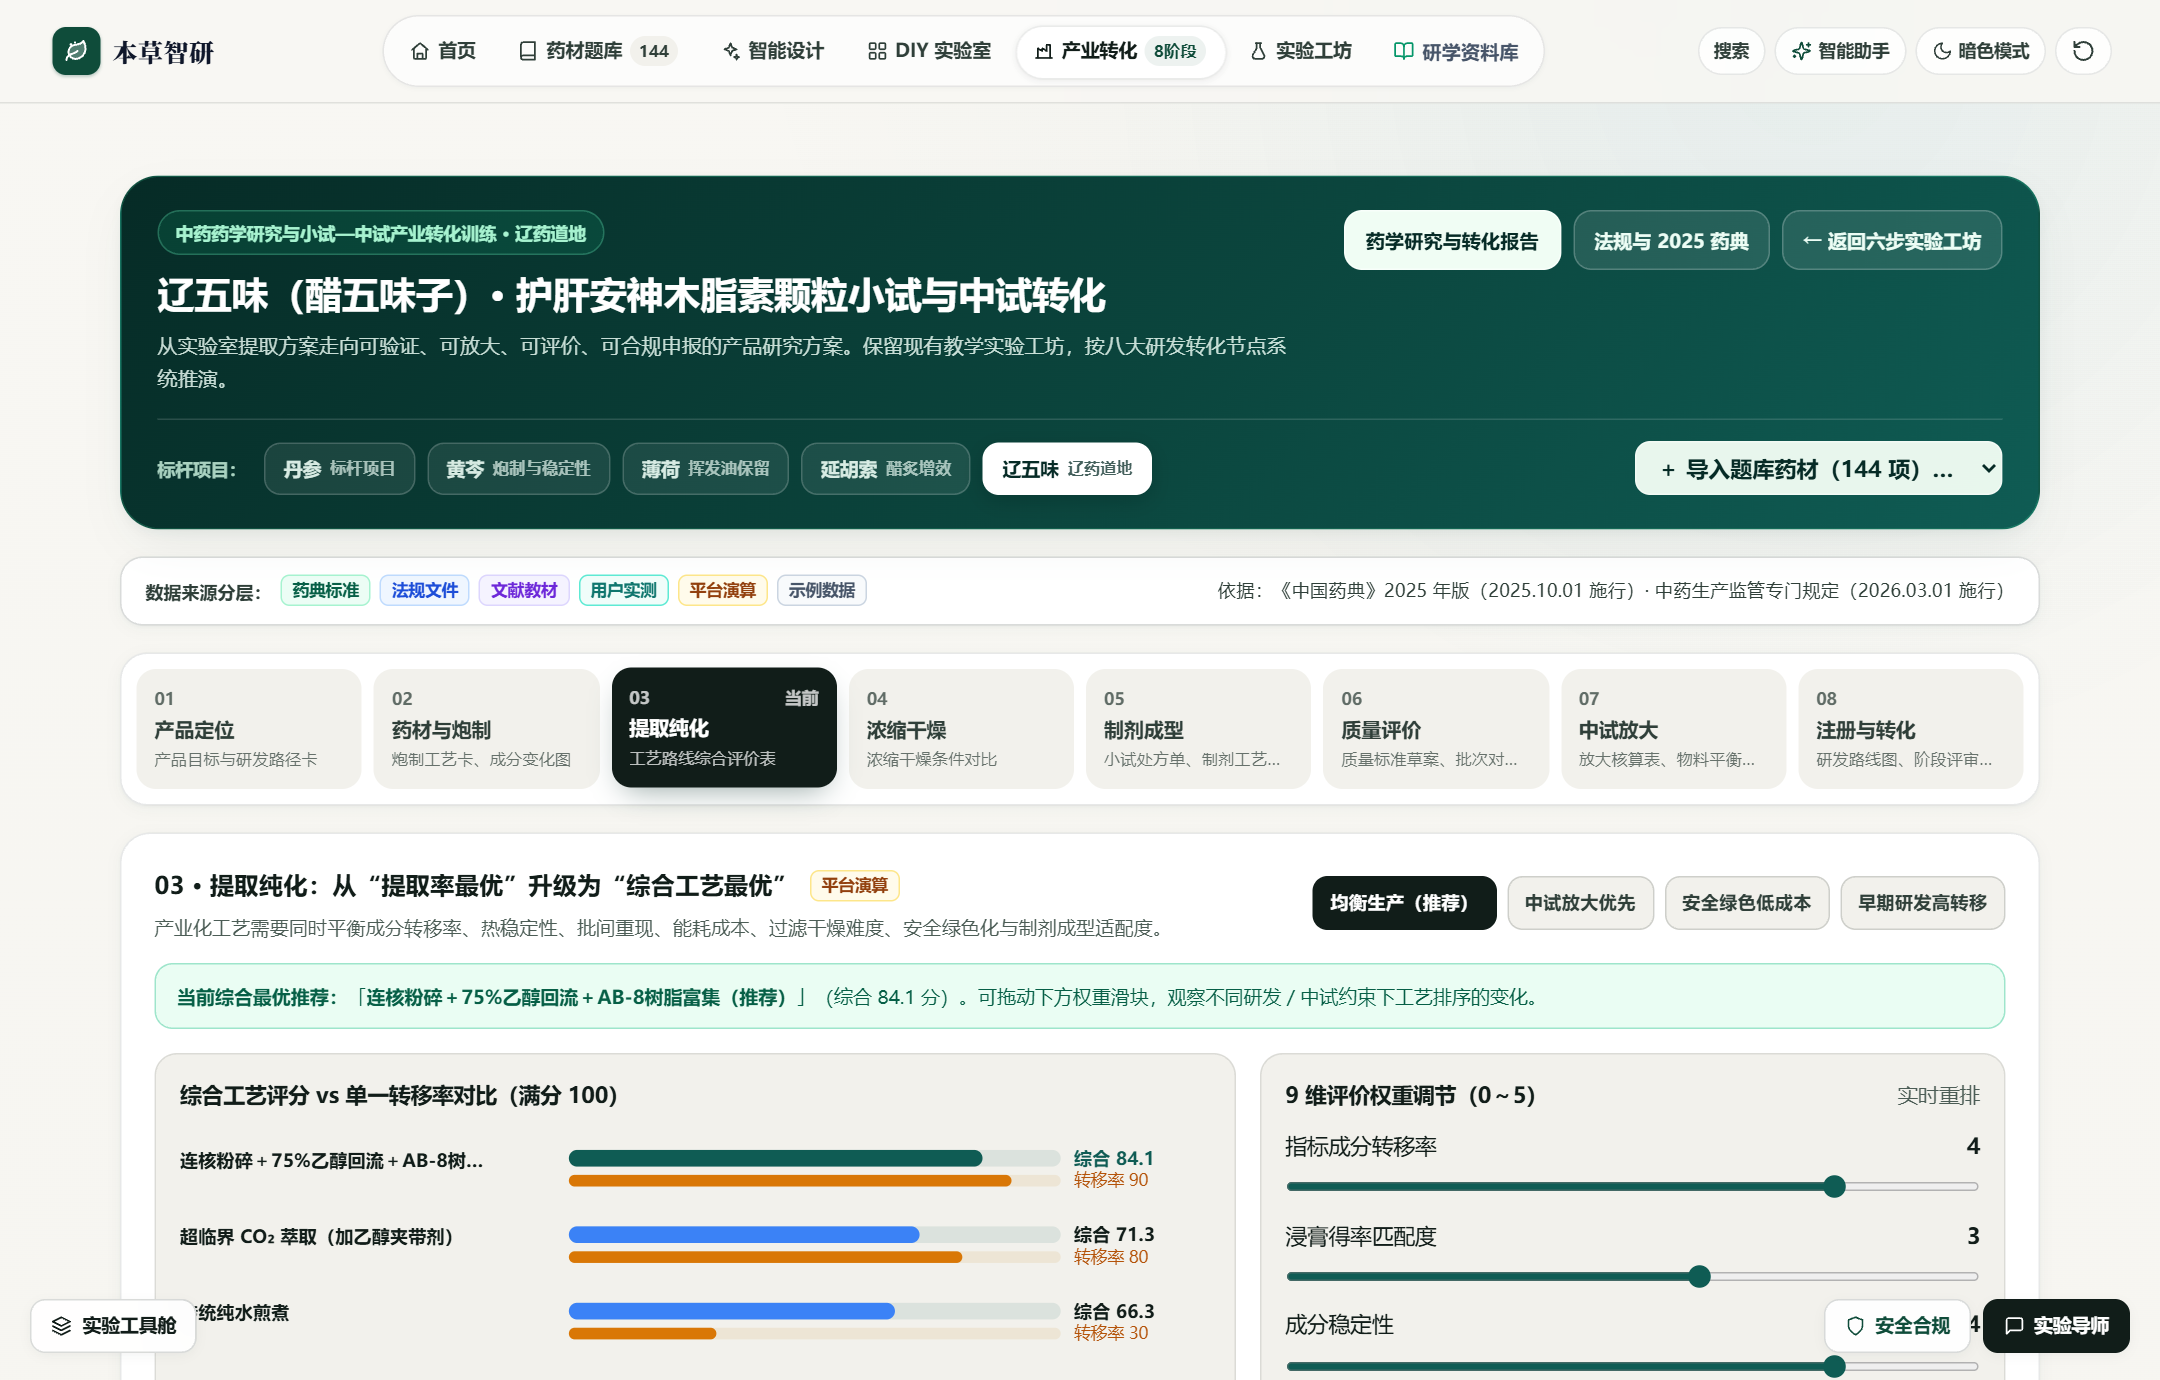 本草智研
首页
药材题库 144
智能设计
DIY 实验室
产业转化 8阶段
实验工坊
研学资料库
搜索
智能助手
暗色模式
中药药学研究与小试—中试产业转化训练 • 辽药道地
药学研究与转化报告
法规与 2025 药典
← 返回六步实验工坊
辽五味（醋五味子）• 护肝安神木脂素颗粒小试与中试转化
从实验室提取方案走向可验证、可放大、可评价、可合规申报的产品研究方案。保留现有教学实验工坊，按八大研发转化节点系
统推演。
标杆项目：
丹参 标杆项目
黄芩 炮制与稳定性
薄荷 挥发油保留
延胡索 醋炙增效
辽五味 辽药道地
+ 导入题库药材（144 项）...
数据来源分层：
药典标准
法规文件
文献教材
用户实测
平台演算
示例数据
依据：《中国药典》2025 年版（2025.10.01 施行）· 中药生产监管专门规定（2026.03.01 施行）
01
产品定位
产品目标与研发路径卡
02
药材与炮制
炮制工艺卡、成分变化图
03 当前
提取纯化
工艺路线综合评价表
04
浓缩干燥
浓缩干燥条件对比
05
制剂成型
小试处方单、制剂工艺...
06
质量评价
质量标准草案、批次对...
07
中试放大
放大核算表、物料平衡...
08
注册与转化
研发路线图、阶段评审...
03 • 提取纯化：从“提取率最优”升级为“综合工艺最优”
平台演算
产业化工艺需要同时平衡成分转移率、热稳定性、批间重现、能耗成本、过滤干燥难度、安全绿色化与制剂成型适配度。
均衡生产（推荐）
中试放大优先
安全绿色低成本
早期研发高转移
当前综合最优推荐：「连核粉碎＋75%乙醇回流＋AB-8树脂富集（推荐）」（综合 84.1 分）。可拖动下方权重滑块，观察不同研发 / 中试约束下工艺排序的变化。
综合工艺评分 vs 单一转移率对比（满分 100）
连核粉碎＋75%乙醇回流＋AB-8树...
综合 84.1
转移率 90
超临界 CO₂ 萃取（加乙醇夹带剂）
综合 71.3
转移率 80
统纯水煎煮
综合 66.3
转移率 30
9 维评价权重调节（0～5）
实时重排
指标成分转移率 4
浸膏得率匹配度 3
成分稳定性 4
实验工具舱
安全合规
实验导师